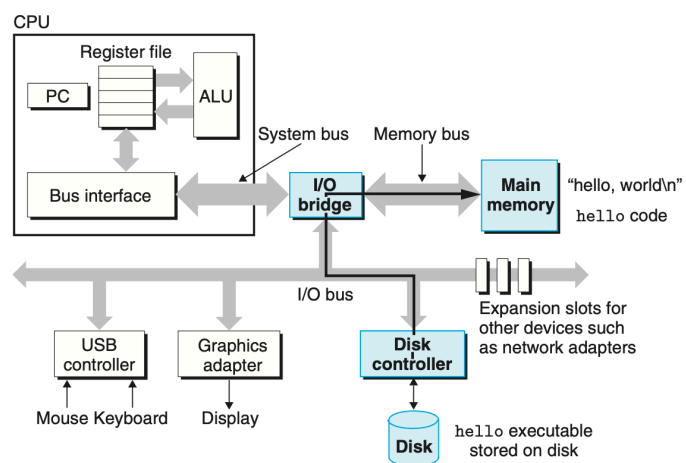 CPU
Register file
PC
ALU
System bus
Memory bus
Bus interface
I/O
bridge
Main
memory
“hello, world\n”
hello code
I/O bus
Expansion slots for
other devices such
as network adapters
USB
controller
Graphics
adapter
Disk
controller
Mouse Keyboard
Display
Disk
hello executable
stored on disk